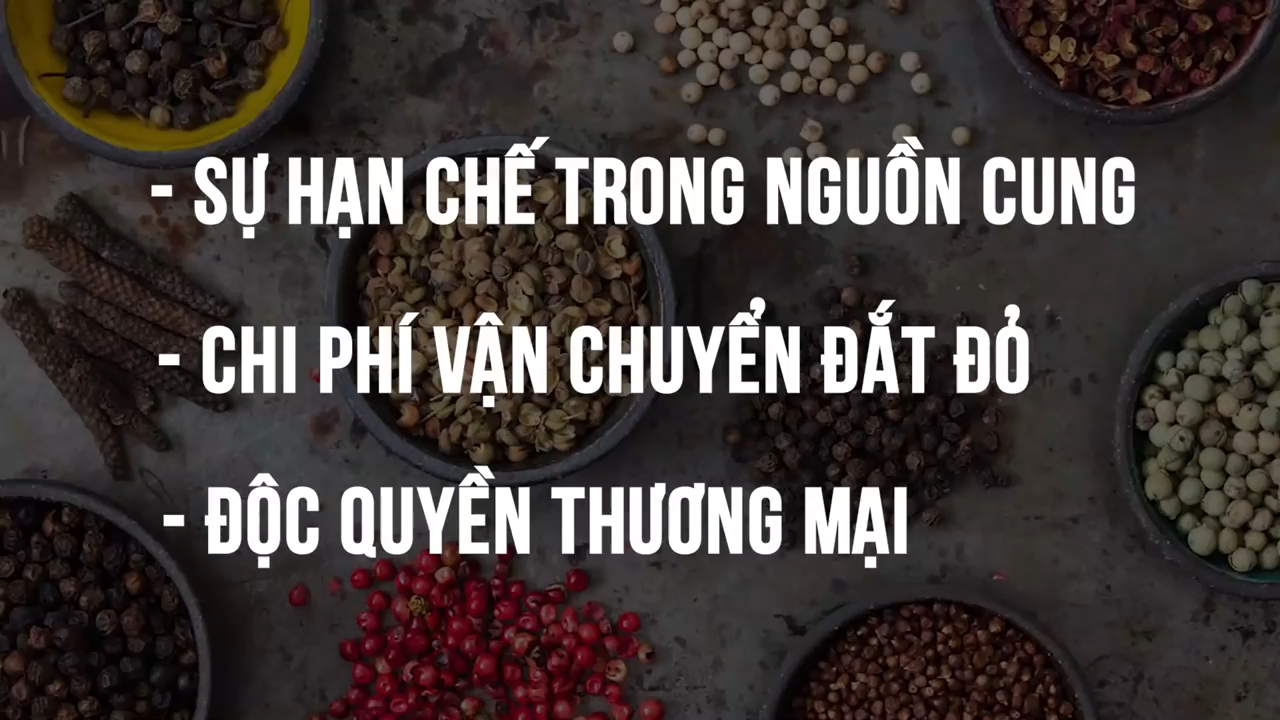 - SỰ HẠN CHẾ TRONG NGUỒN CUNG
- CHI PHÍ VẬN CHUYỂN ĐẮT ĐỎ
- ĐỘC QUYỀN THƯƠNG MẠI